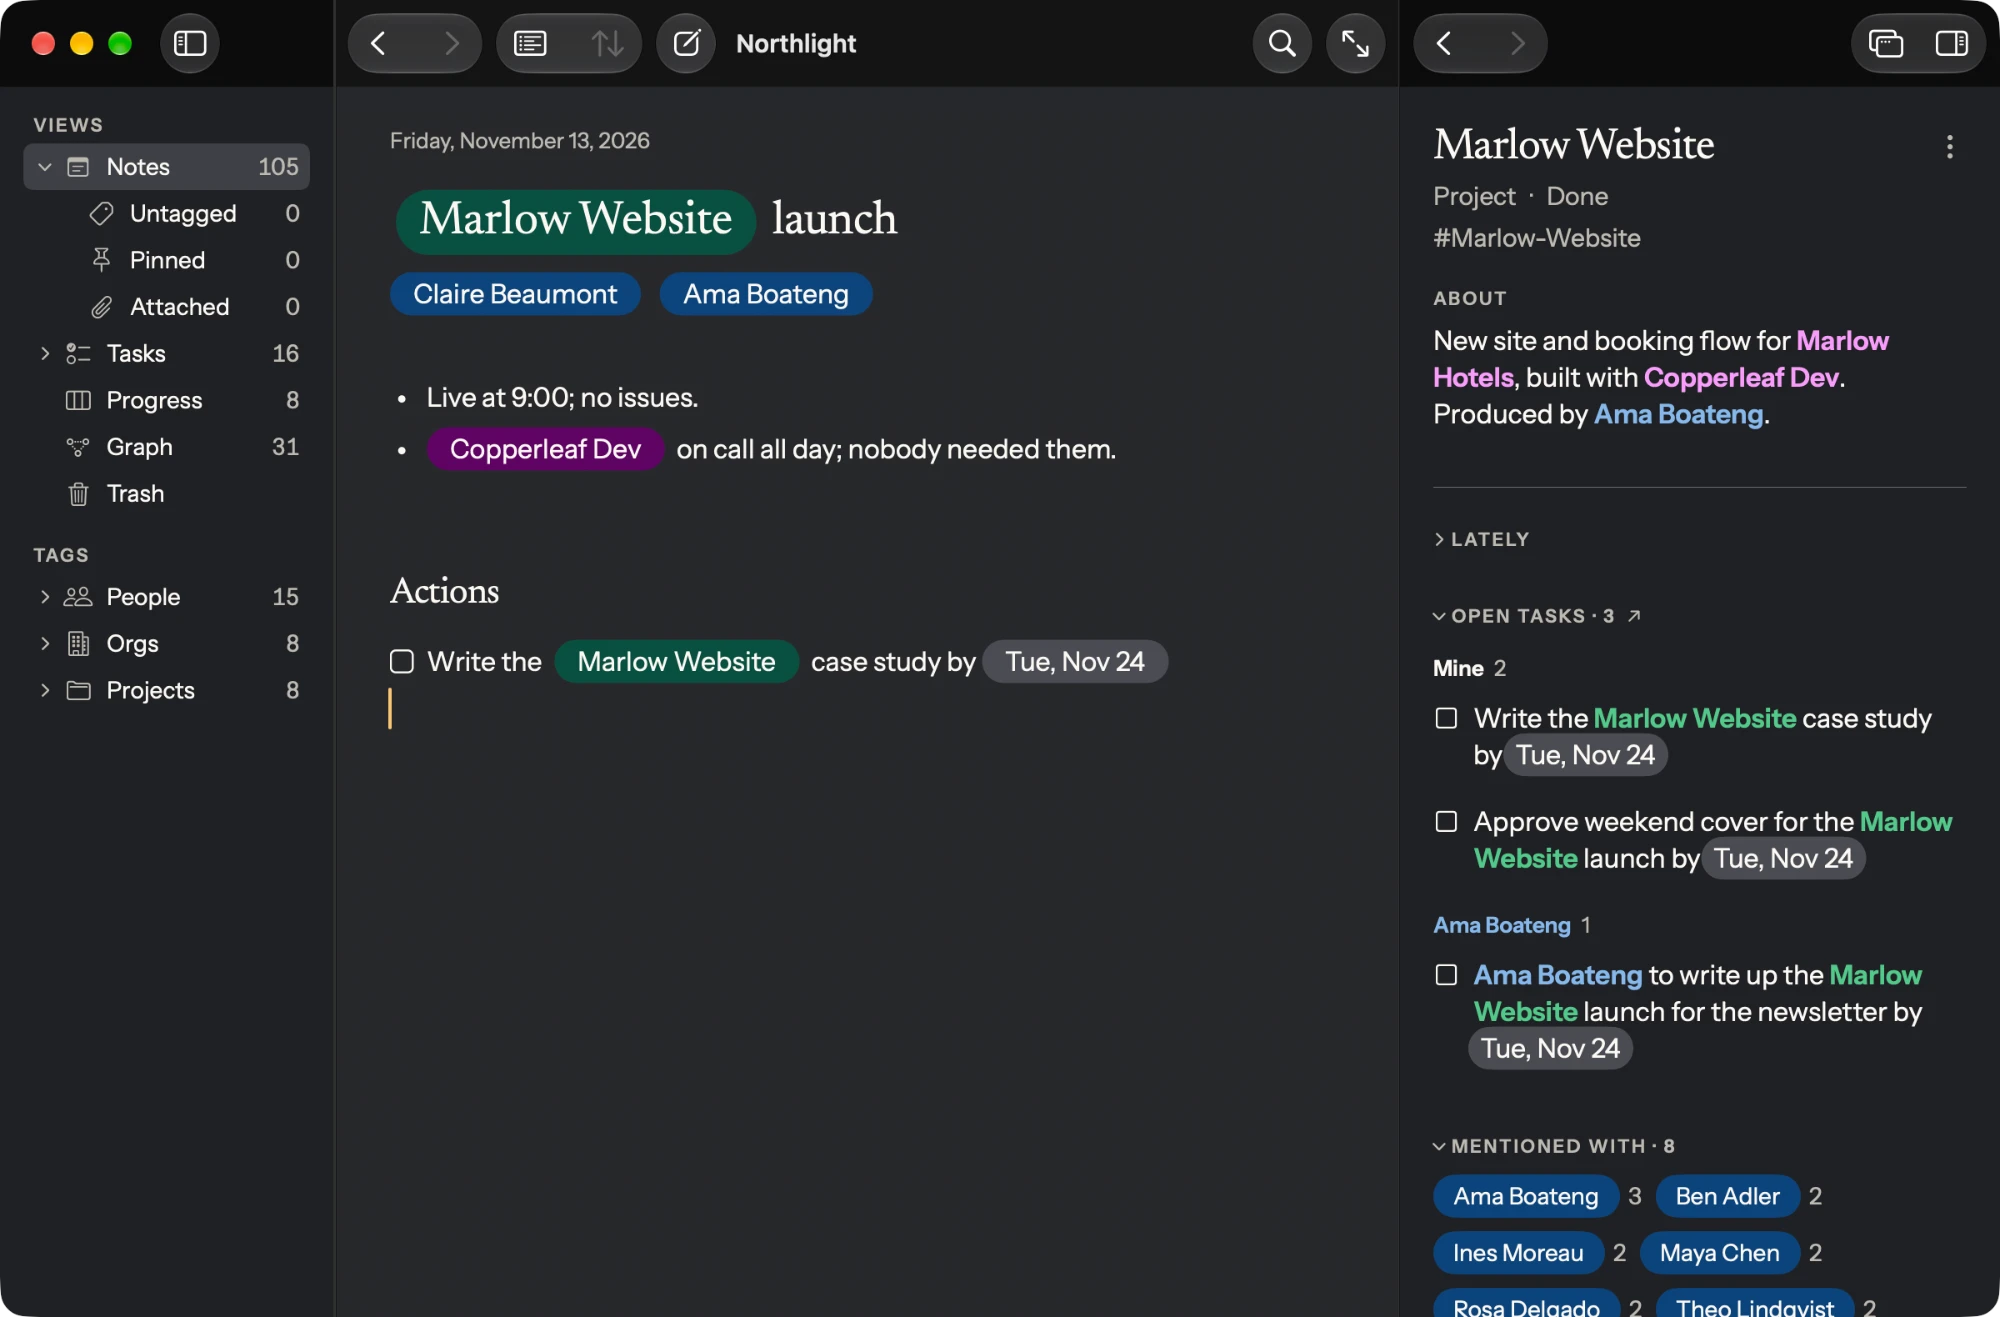 Northlight
VIEWS
Notes 105
Untagged 0
Pinned 0
Attached 0
Tasks 16
Progress 8
Graph 31
Trash
TAGS
People 15
Orgs 8
Projects 8
Friday, November 13, 2026
Marlow Website launch
Claire Beaumont Ama Boateng
• Live at 9:00; no issues.
• Copperleaf Dev on call all day; nobody needed them.
Actions
Write the Marlow Website case study by Tue, Nov 24
Marlow Website
Project · Done
#Marlow-Website
ABOUT
New site and booking flow for Marlow
Hotels, built with Copperleaf Dev.
Produced by Ama Boateng.
LATELY
OPEN TASKS · 3
Mine 2
Write the Marlow Website case study
by Tue, Nov 24
Approve weekend cover for the Marlow
Website launch by Tue, Nov 24
Ama Boateng 1
Ama Boateng to write up the Marlow
Website launch for the newsletter by
Tue, Nov 24
MENTIONED WITH · 8
Ama Boateng 3 Ben Adler 2
Ines Moreau 2 Maya Chen 2
Rosa Delgado 2 Theo Lindqvist 2